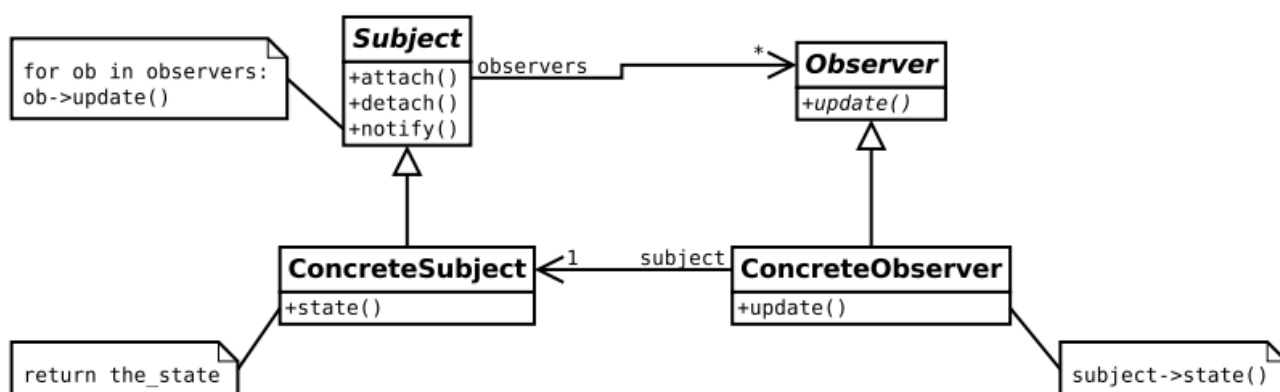 Subject
for ob in observers:
ob->update()
+attach()
+detach()
+notify()
observers
*
Observer
+update()
ConcreteSubject
+state()
1
subject
ConcreteObserver
+update()
return the_state
subject->state()